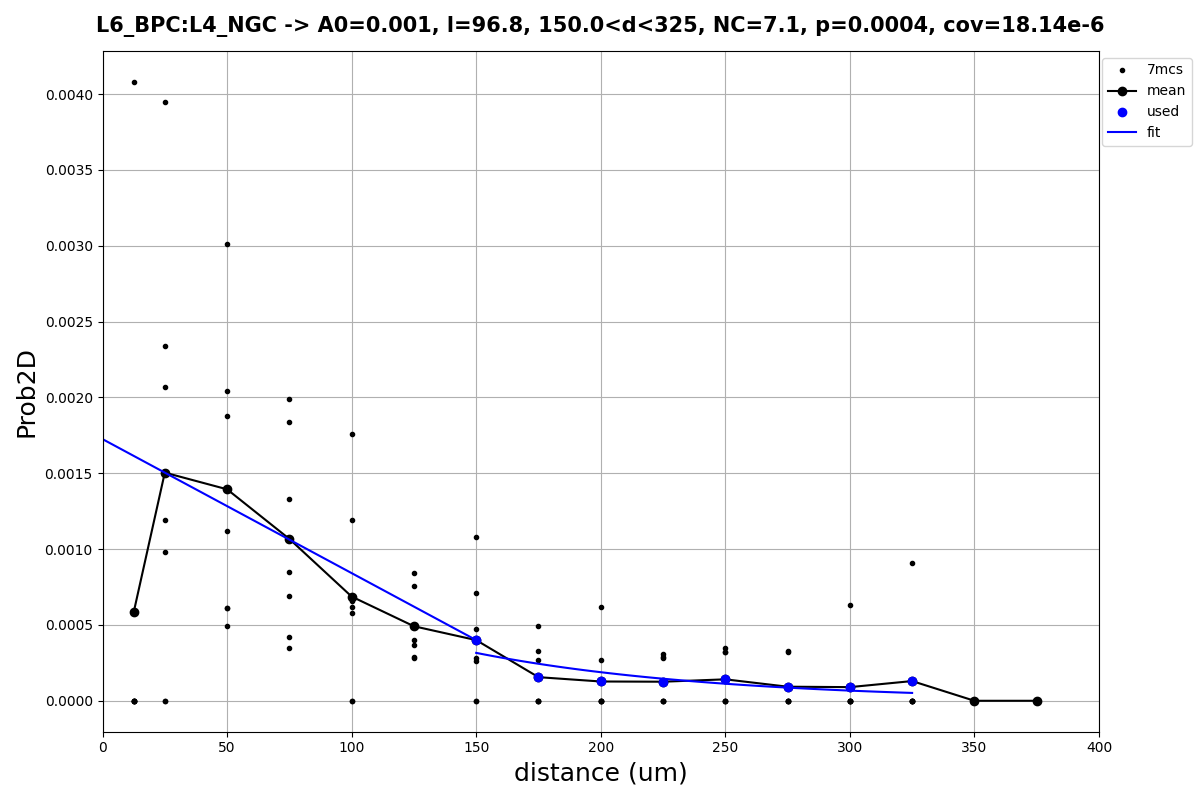 L6_BPC:L4_NGC -> A0=0.001, l=96.8, 150.0<d<325, NC=7.1, p=0.0004, cov=18.14e-6
7mcs
mean
used
fit
0.0040
0.0035
0.0030
0.0025
0.0020
0.0015
0.0010
0.0005
0.0000
Prob2D
0 50 100 150 200 250 300 350 400
distance (um)